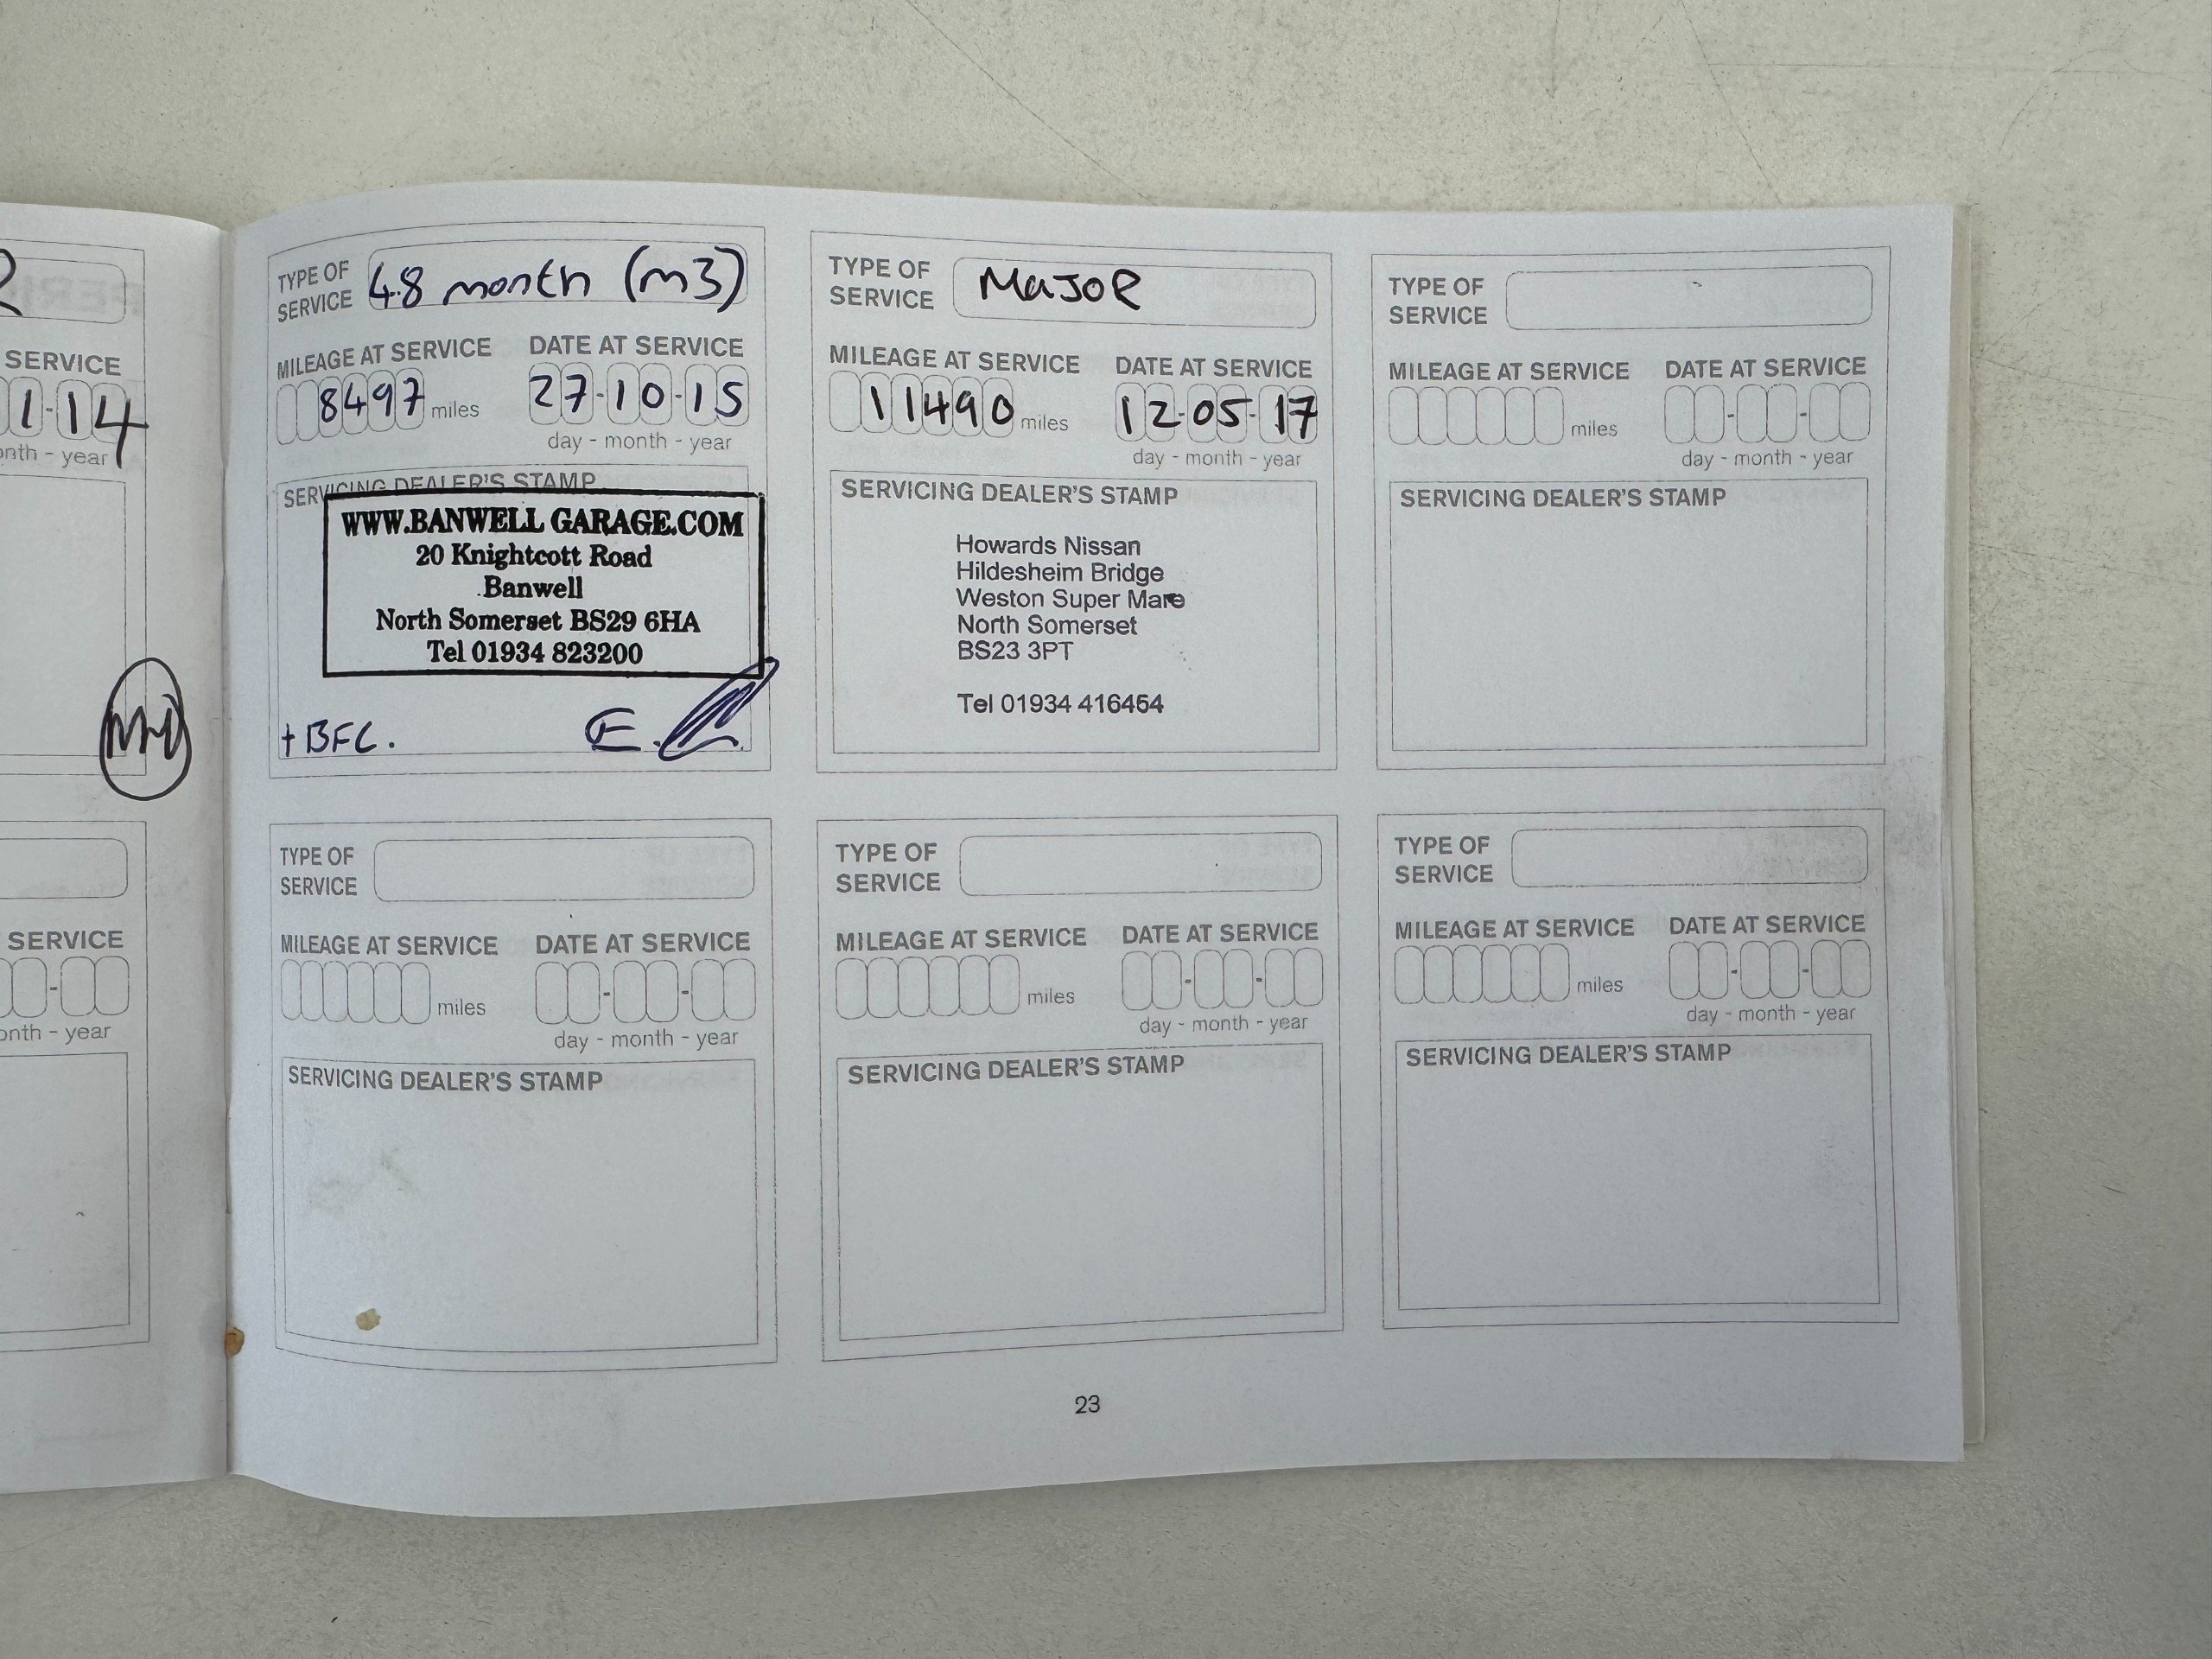 R
SERVICE
1-14
onth - year
SERVICE
onth - year
TYPE OF SERVICE 48 month (m3)
MILEAGE AT SERVICE DATE AT SERVICE
8497 miles 27-10-15
day - month - year
SERVICING DEALER'S STAMP
WWW.BANWELL GARAGE.COM
20 Knightcott Road
Banwell
North Somerset BS29 6HA
Tel 01934 823200
+ BFC. E.
TYPE OF SERVICE MAJOR
MILEAGE AT SERVICE DATE AT SERVICE
11490 miles 12-05-17
day - month - year
SERVICING DEALER'S STAMP
Howards Nissan
Hildesheim Bridge
Weston Super Mare
North Somerset
BS23 3PT
Tel 01934 416454
TYPE OF SERVICE
MILEAGE AT SERVICE DATE AT SERVICE
miles
day - month - year
SERVICING DEALER'S STAMP
TYPE OF SERVICE
MILEAGE AT SERVICE DATE AT SERVICE
miles
day - month - year
SERVICING DEALER'S STAMP
TYPE OF SERVICE
MILEAGE AT SERVICE DATE AT SERVICE
miles
day - month - year
SERVICING DEALER'S STAMP
TYPE OF SERVICE
MILEAGE AT SERVICE DATE AT SERVICE
miles
day - month - year
SERVICING DEALER'S STAMP
23